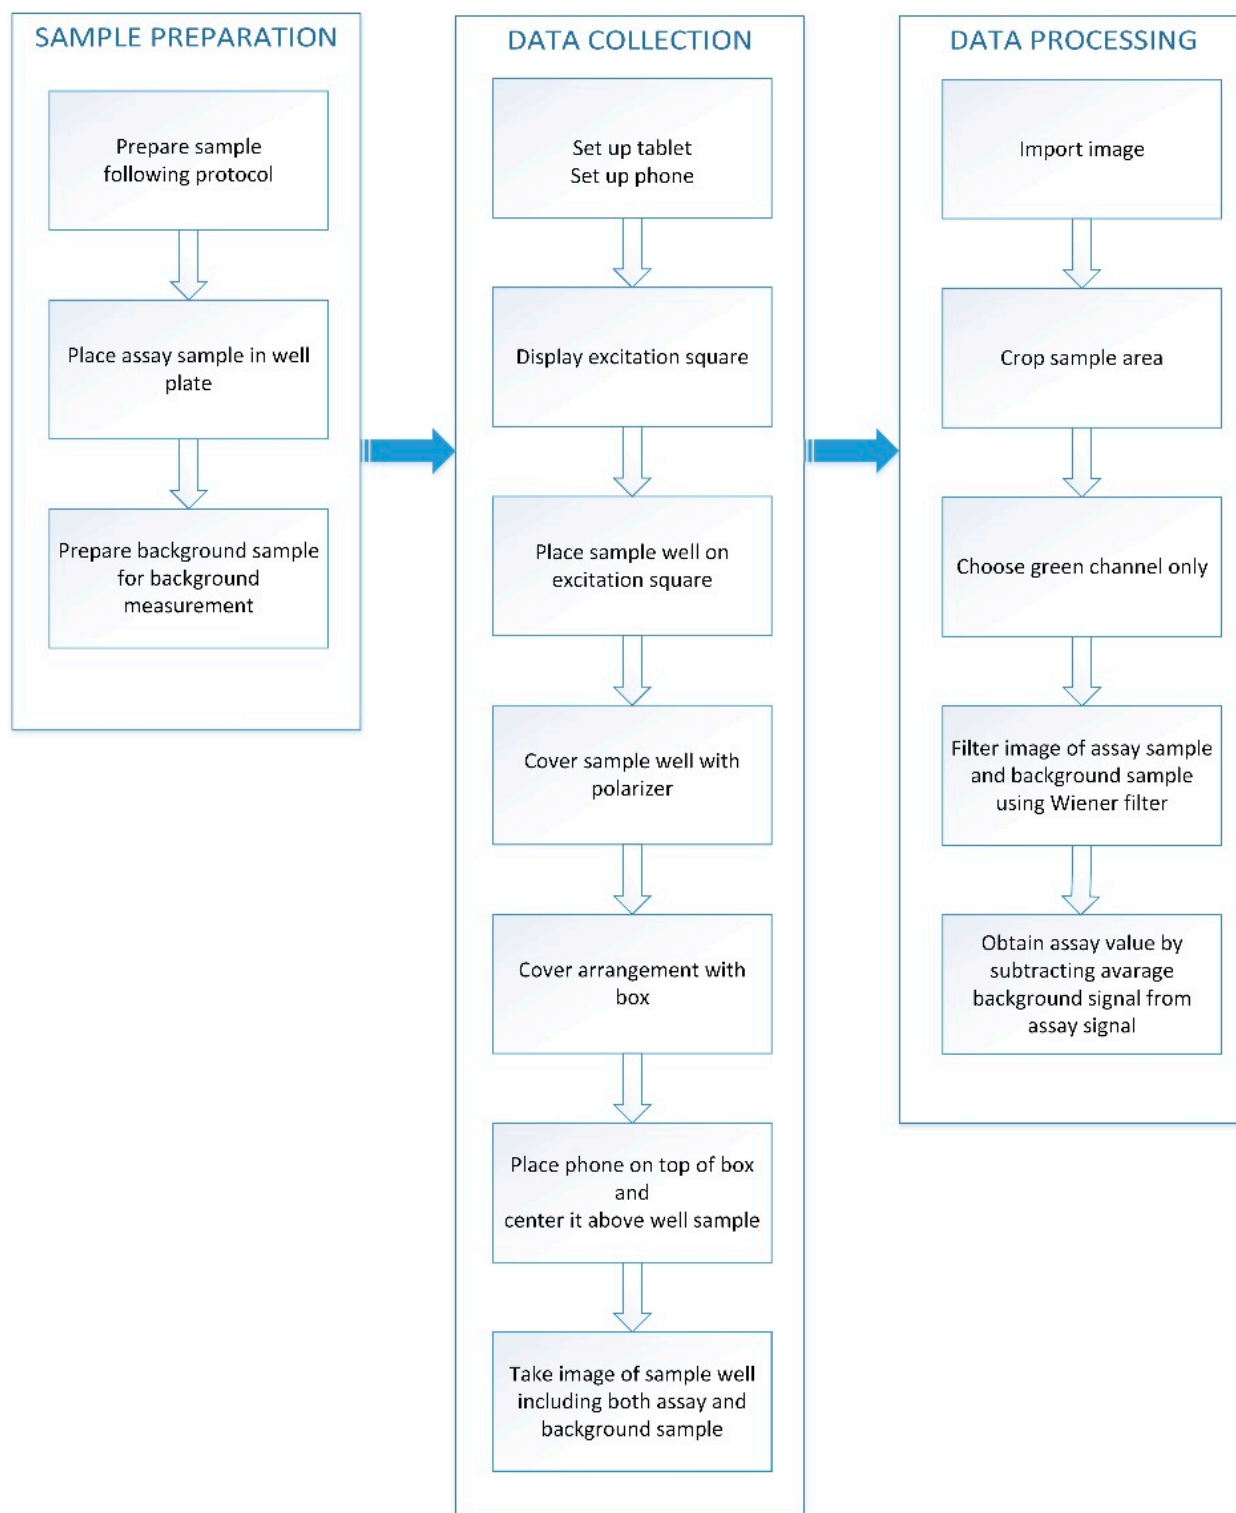 SAMPLE PREPARATION
Prepare sample
following protocol
Place assay sample in well
plate
Prepare background sample
for background
measurement
DATA COLLECTION
Set up tablet
Set up phone
Display excitation square
Place sample well on
excitation square
Cover sample well with
polarizer
Cover arrangement with
box
Place phone on top of box
and
center it above well sample
Take image of sample well
including both assay and
background sample
DATA PROCESSING
Import image
Crop sample area
Choose green channel only
Filter image of assay sample
and background sample
using Wiener filter
Obtain assay value by
subtracting avarage
background signal from
assay signal